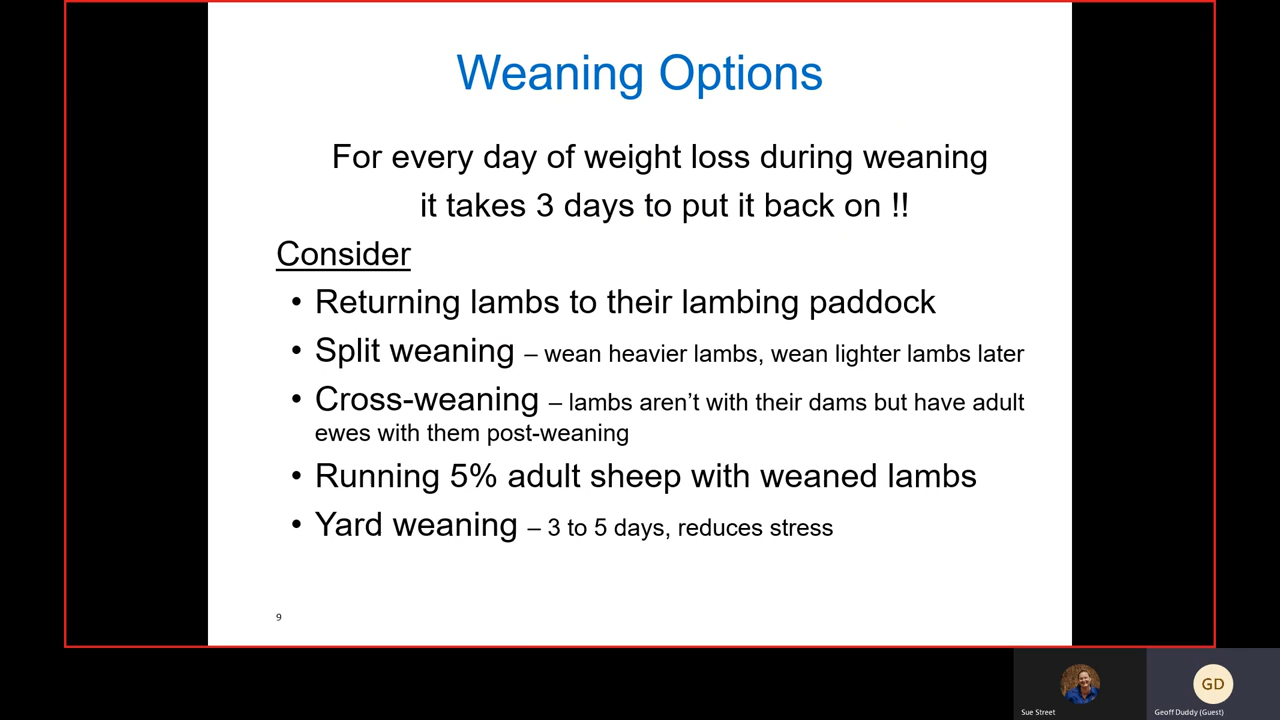 Weaning Options
For every day of weight loss during weaning
it takes 3 days to put it back on !!
Consider
• Returning lambs to their lambing paddock
• Split weaning – wean heavier lambs, wean lighter lambs later
• Cross-weaning – lambs aren’t with their dams but have adult
ewes with them post-weaning
• Running 5% adult sheep with weaned lambs
• Yard weaning – 3 to 5 days, reduces stress
9
GD
Sue Street
Geoff Duddy (Guest)